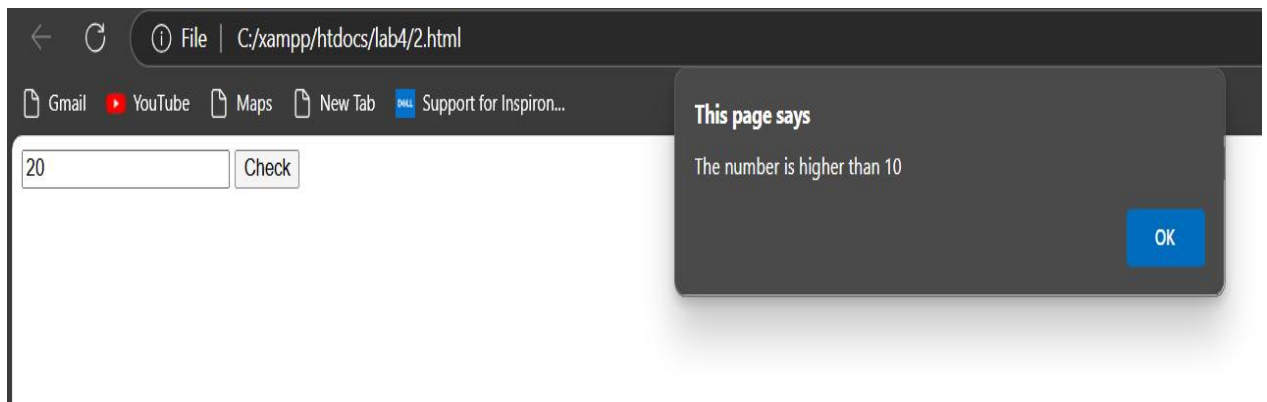 File | C:/xampp/htdocs/lab4/2.html
Gmail YouTube Maps New Tab DELL Support for Inspiron...
This page says
The number is higher than 10
OK
20 Check